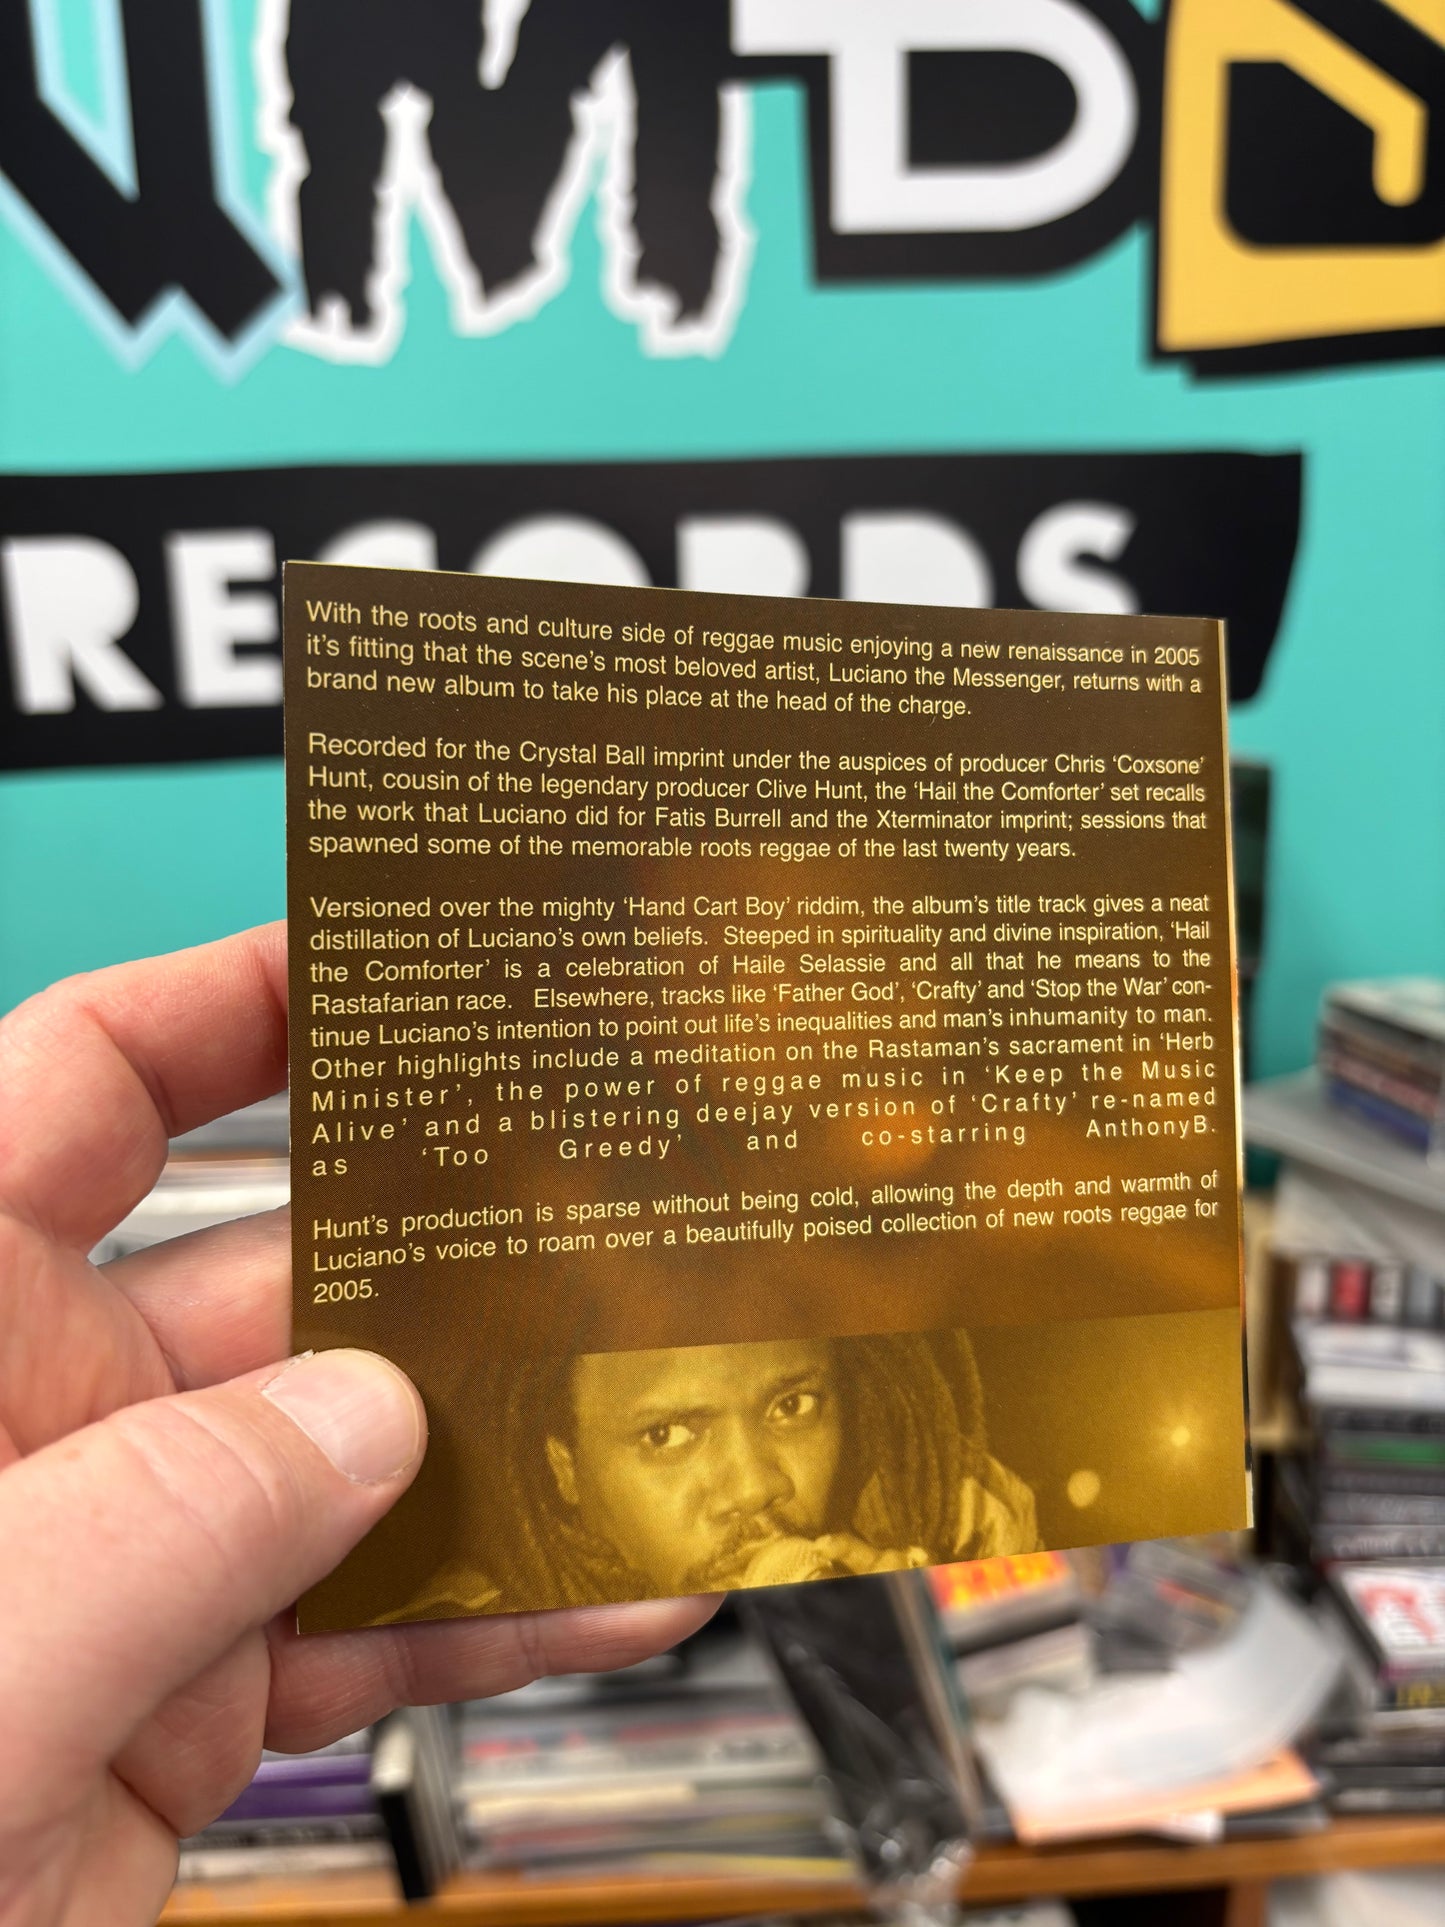 RECORDS
With the roots and culture side of reggae music enjoying a new renaissance in 2005
it's fitting that the scene's most beloved artist, Luciano the Messenger, returns with a
brand new album to take his place at the head of the charge.
Recorded for the Crystal Ball imprint under the auspices of producer Chris 'Coxsone'
Hunt, cousin of the legendary producer Clive Hunt, the 'Hail the Comforter' set recalls
the work that Luciano did for Fatis Burrell and the Xterminator imprint; sessions that
spawned some of the memorable roots reggae of the last twenty years.
Versioned over the mighty 'Hand Cart Boy' riddim, the album's title track gives a neat
distillation of Luciano's own beliefs. Steeped in spirituality and divine inspiration, 'Hail
the Comforter' is a celebration of Haile Selassie and all that he means to the
Rastafarian race. Elsewhere, tracks like 'Father God', 'Crafty' and 'Stop the War' con-
tinue Luciano's intention to point out life's inequalities and man's inhumanity to man.
Other highlights include a meditation on the Rastaman's sacrament in 'Herb
Minister', the power of reggae music in 'Keep the Music
Alive' and a blistering deejay version of 'Crafty' re-named
as 'Too Greedy' and co-starring AnthonyB.
Hunt's production is sparse without being cold, allowing the depth and warmth of
Luciano's voice to roam over a beautifully poised collection of new roots reggae for
2005.